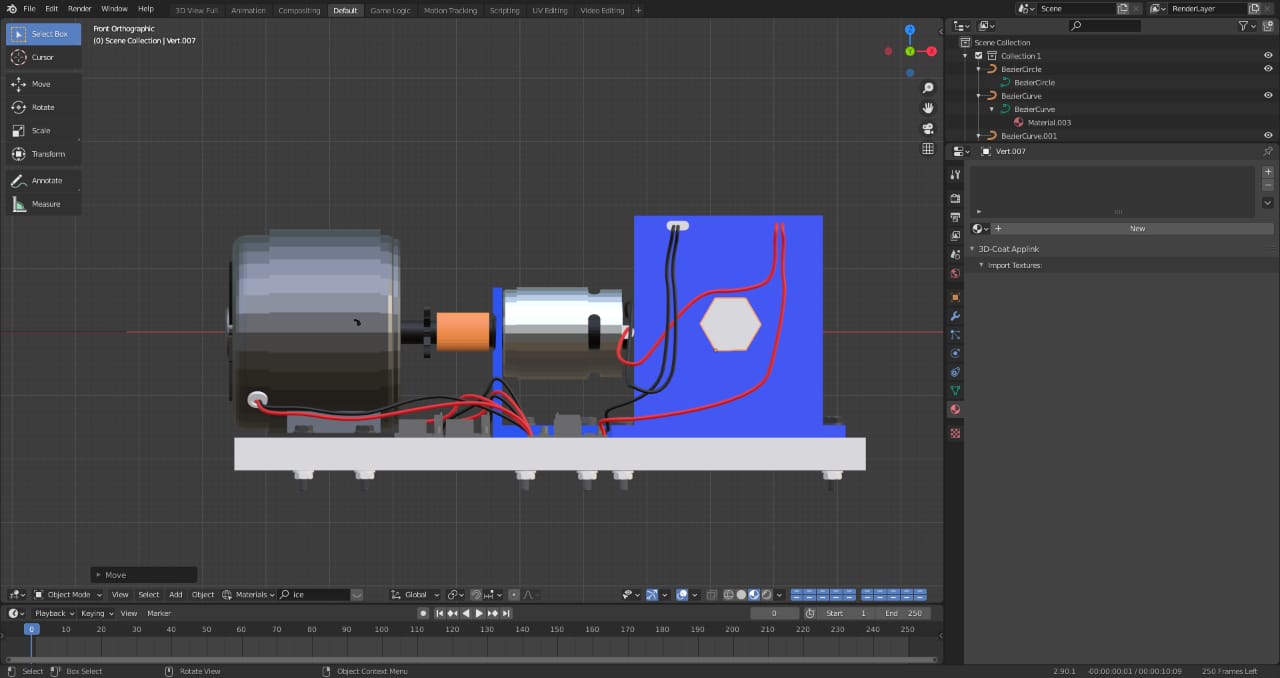 File Edit Render Window Help 3D View Full Animation Compositing Default Game Logic Motion Tracking Scripting UV Editing Video Editing + Scene RenderLayer
Select Box
Cursor
Move
Rotate
Scale
Transform
Annotate
Measure
Front Orthographic
(0) Scene Collection | Vert.007
Z
Y
X
Move
Scene Collection
Collection 1
BezierCircle
BezierCircle
BezierCurve
BezierCurve
Material.003
BezierCurve.001
Vert.007
New
3D-Coat Applink
Import Textures:
Object Mode View Select Add Object Materials ice Global
Playback Keying View Marker 0 Start 1 End 250
0 10 20 30 40 50 60 70 80 90 100 110 120 130 140 150 160 170 180 190 200 210 220 230 240 250
Select Box Select Rotate View Object Context Menu 2.90.1 -00:00:00:01 / 00:00:10:09 250 Frames Left